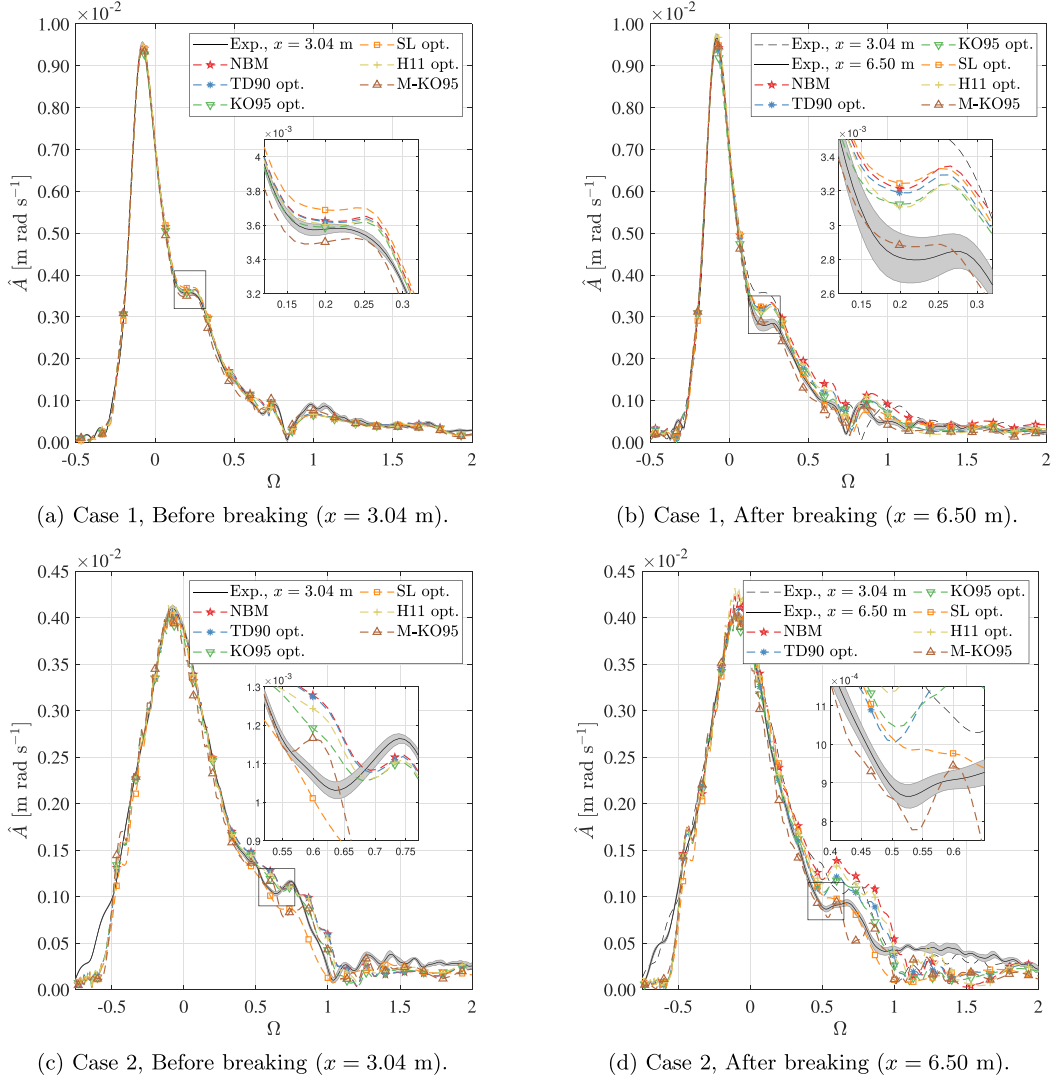 ×10⁻²
Exp., x = 3.04 m
NBM
TD90 opt.
KO95 opt.
SL opt.
H11 opt.
M-KO95
1.00
0.90
0.80
0.70
0.60
0.50
0.40
0.30
0.20
0.10
0.00
Â [m rad s⁻¹]
×10⁻³
4
3.8
3.6
3.4
3.2
0.15
0.2
0.25
0.3
-0.5
0
0.5
1
1.5
2
Ω
(a) Case 1, Before breaking (x = 3.04 m).
×10⁻²
Exp., x = 3.04 m
Exp., x = 6.50 m
NBM
TD90 opt.
KO95 opt.
SL opt.
H11 opt.
M-KO95
1.00
0.90
0.80
0.70
0.60
0.50
0.40
0.30
0.20
0.10
0.00
Â [m rad s⁻¹]
×10⁻³
3.4
3.2
3
2.8
2.6
0.15
0.2
0.25
0.3
-0.5
0
0.5
1
1.5
2
Ω
(b) Case 1, After breaking (x = 6.50 m).
×10⁻²
Exp., x = 3.04 m
NBM
TD90 opt.
KO95 opt.
SL opt.
H11 opt.
M-KO95
0.45
0.40
0.35
0.30
0.25
0.20
0.15
0.10
0.05
0.00
Â [m rad s⁻¹]
×10⁻³
1.3
1.2
1.1
1
0.9
0.55
0.6
0.65
0.7
0.75
-0.5
0
0.5
1
1.5
2
Ω
(c) Case 2, Before breaking (x = 3.04 m).
×10⁻²
Exp., x = 3.04 m
Exp., x = 6.50 m
NBM
TD90 opt.
KO95 opt.
SL opt.
H11 opt.
M-KO95
0.45
0.40
0.35
0.30
0.25
0.20
0.15
0.10
0.05
0.00
Â [m rad s⁻¹]
×10⁻⁴
11
10
9
8
0.4
0.45
0.5
0.55
0.6
-0.5
0
0.5
1
1.5
2
Ω
(d) Case 2, After breaking (x = 6.50 m).